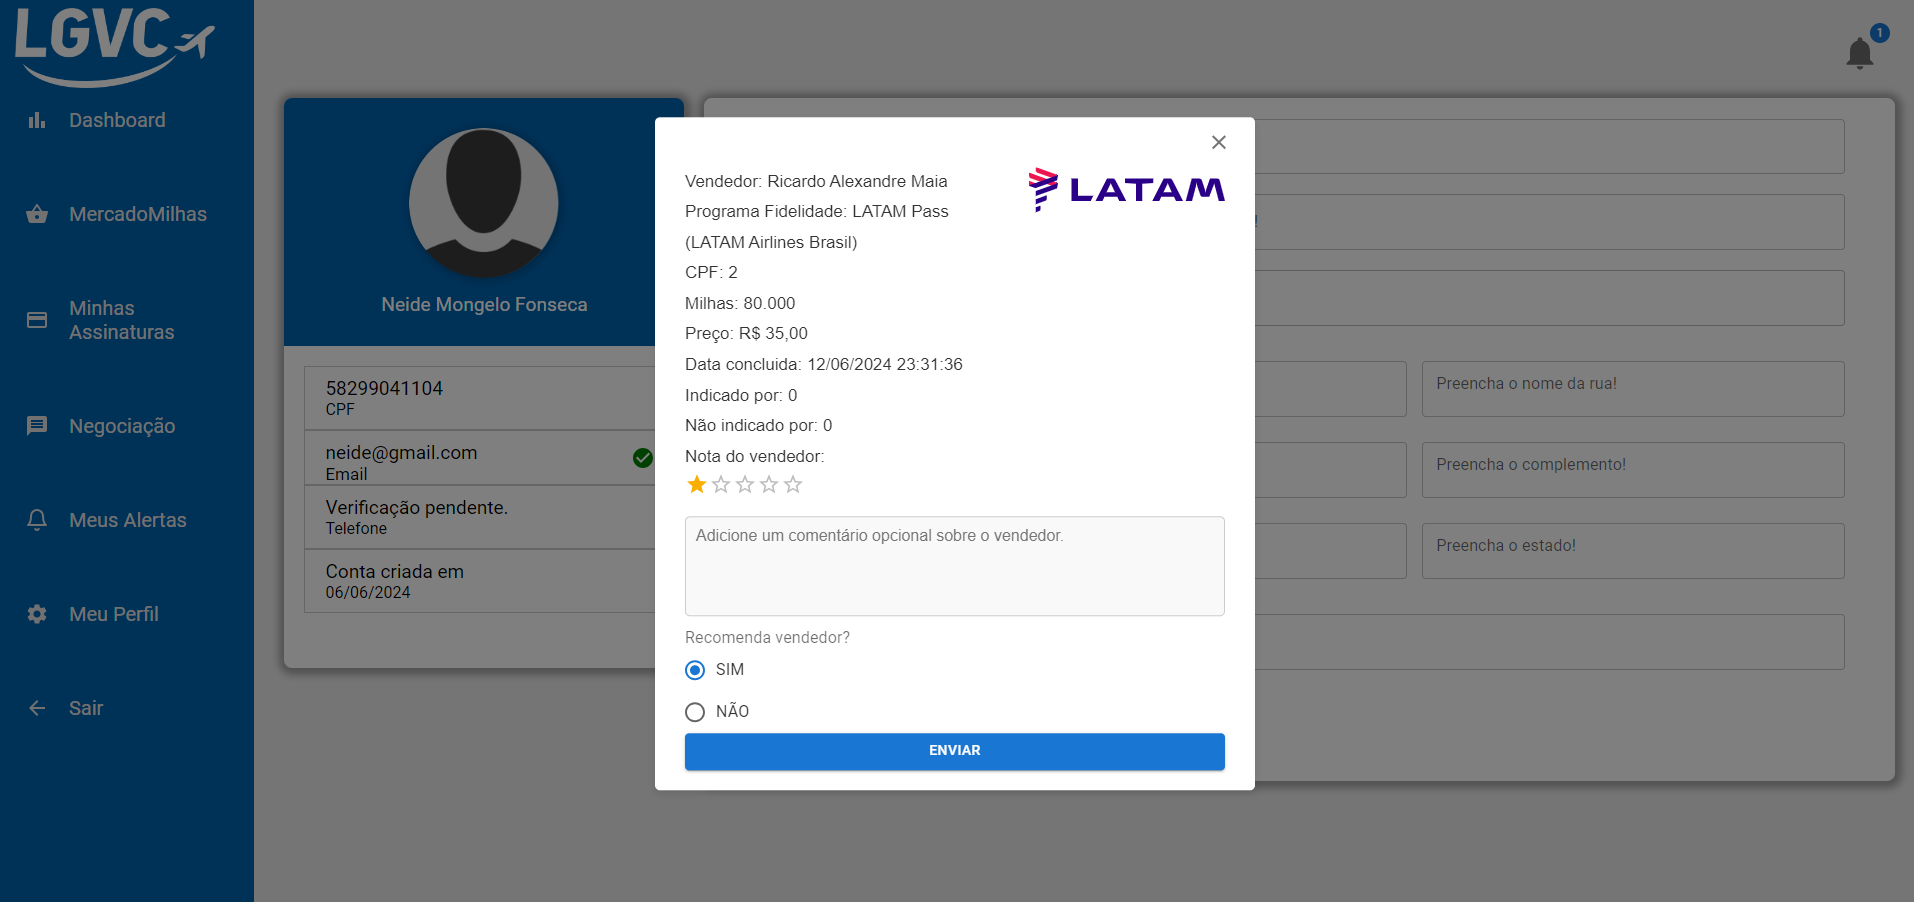 LGVC
1
Dashboard
MercadoMilhas
Minhas
Assinaturas
Negociação
Meus Alertas
Meu Perfil
Sair
Neide Mongelo Fonseca
58299041104
CPF
neide@gmail.com
Email
Verificação pendente.
Telefone
Conta criada em
06/06/2024
Vendedor: Ricardo Alexandre Maia
Programa Fidelidade: LATAM Pass
(LATAM Airlines Brasil)
CPF: 2
Milhas: 80.000
Preço: R$ 35,00
Data concluida: 12/06/2024 23:31:36
Indicado por: 0
Não indicado por: 0
Nota do vendedor:
LATAM
Adicione um comentário opcional sobre o vendedor.
Recomenda vendedor?
SIM
NÃO
ENVIAR
!
Preencha o nome da rua!
Preencha o complemento!
Preencha o estado!